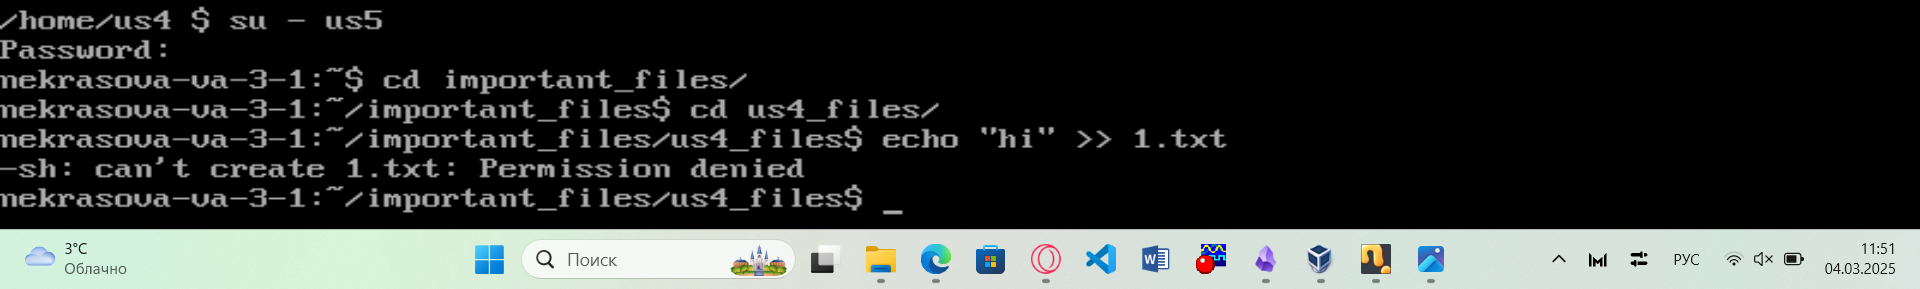 /home/us4 $ su - us5
Password:
nekrasova-va-3-1:~$ cd important_files/
nekrasova-va-3-1:~/important_files$ cd us4_files/
nekrasova-va-3-1:~/important_files/us4_files$ echo "hi" >> 1.txt
-sh: can't create 1.txt: Permission denied
nekrasova-va-3-1:~/important_files/us4_files$ _
3°C
Облачно
Поиск
РУС
11:51
04.03.2025